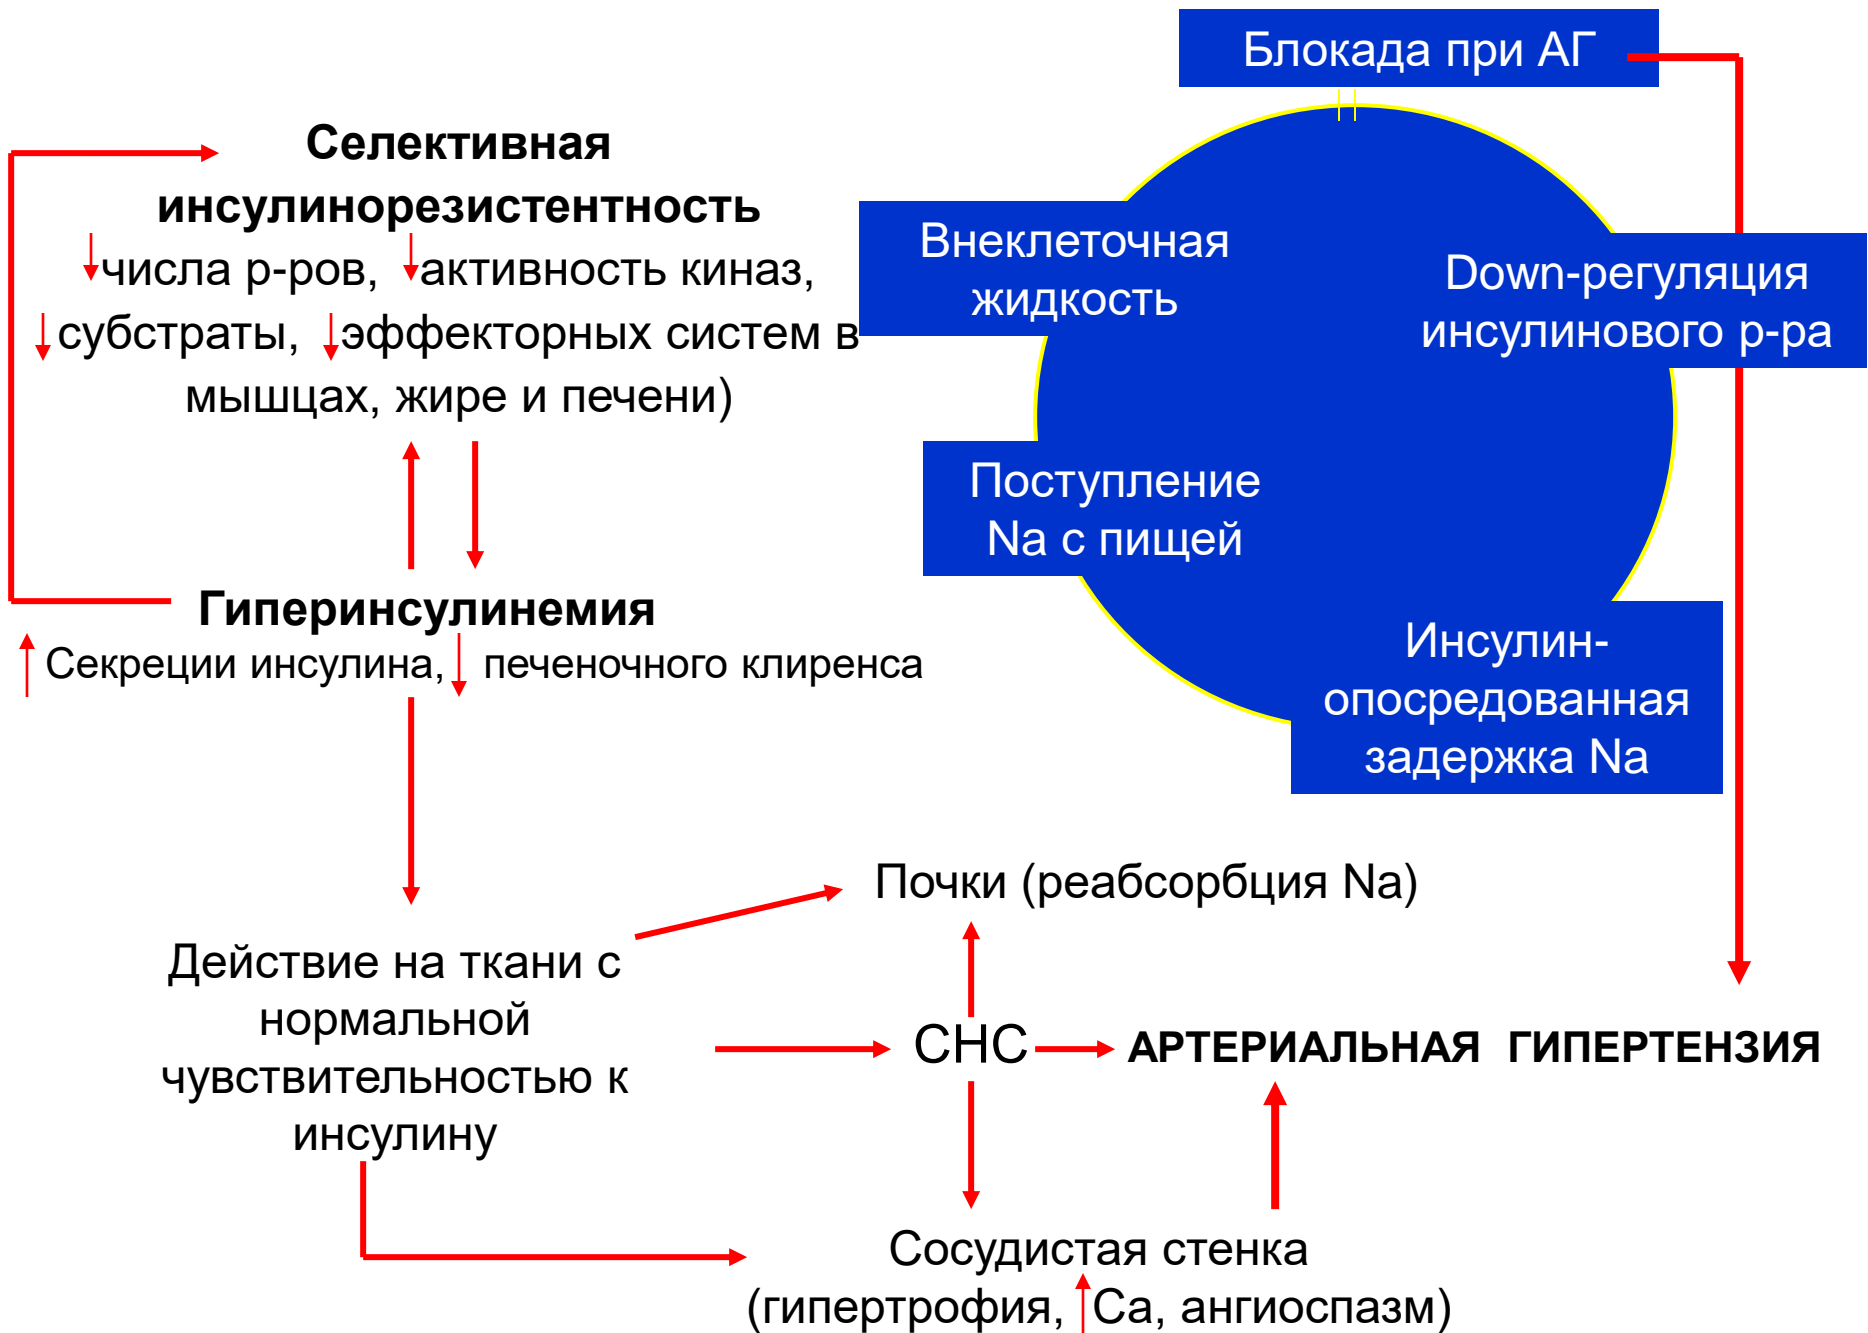 Блокада при АГ
Селективная
инсулинорезистентность
числа р-ров, активность киназ,
субстраты, эффекторных систем в
мышцах, жире и печени)
Внеклеточная
жидкость
Down-регуляция
инсулинового р-ра
Поступление
Na с пищей
Гиперинсулинемия
Секреции инсулина, печеночного клиренса
Инсулин-
опосредованная
задержка Na
Почки (реабсорбция Na)
Действие на ткани с
нормальной
чувствительностью к
инсулину
СНС
АРТЕРИАЛЬНАЯ ГИПЕРТЕНЗИЯ
Сосудистая стенка
(гипертрофия, Ca, ангиоспазм)